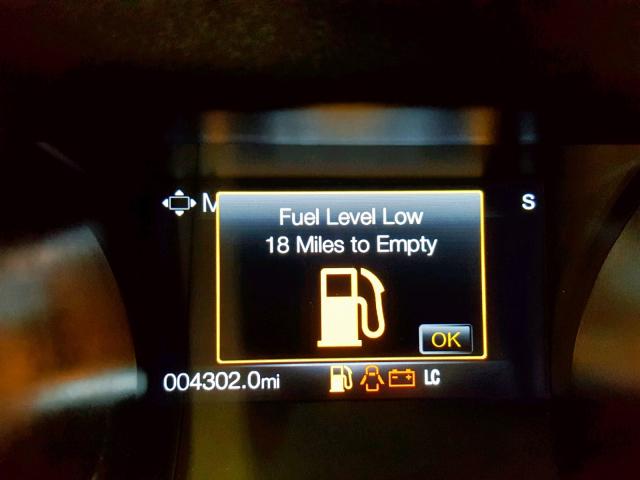 M
S
Fuel Level Low
18 Miles to Empty
OK
004302.0mi
LC